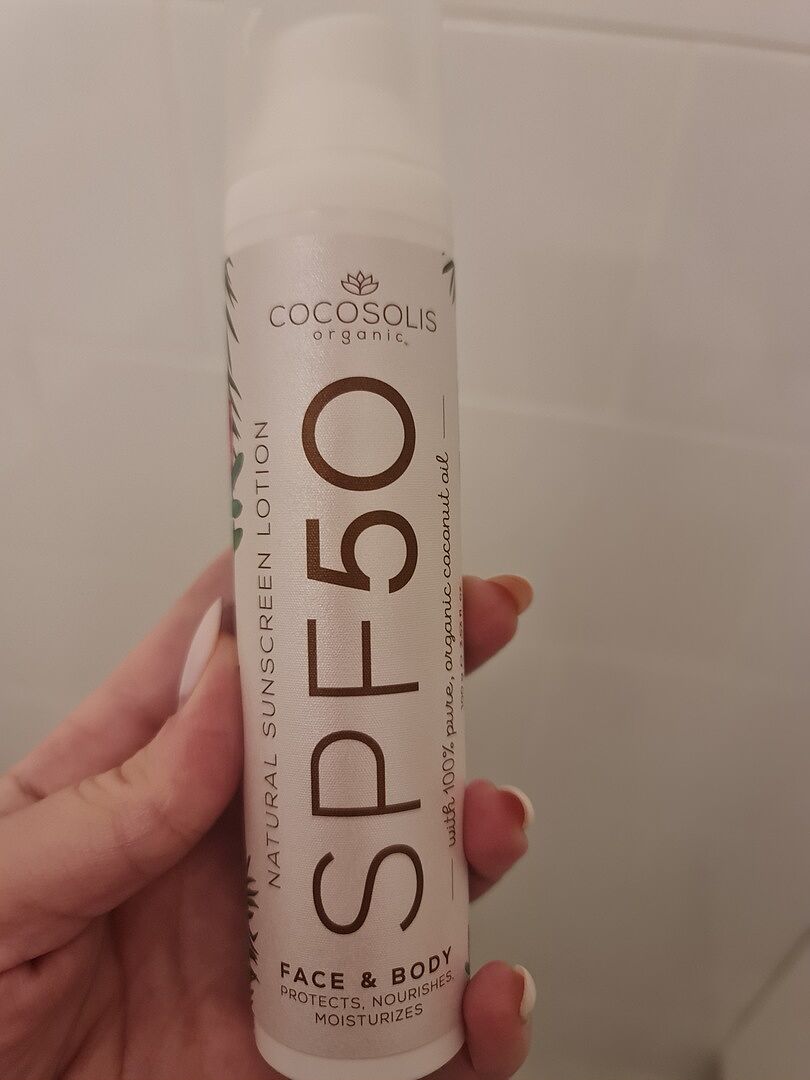 COCOSOLIS
organic
NATURAL SUNSCREEN LOTION
SPF50
with 100% pure, organic coconut oil
FACE & BODY
PROTECTS, NOURISHES,
MOISTURIZES